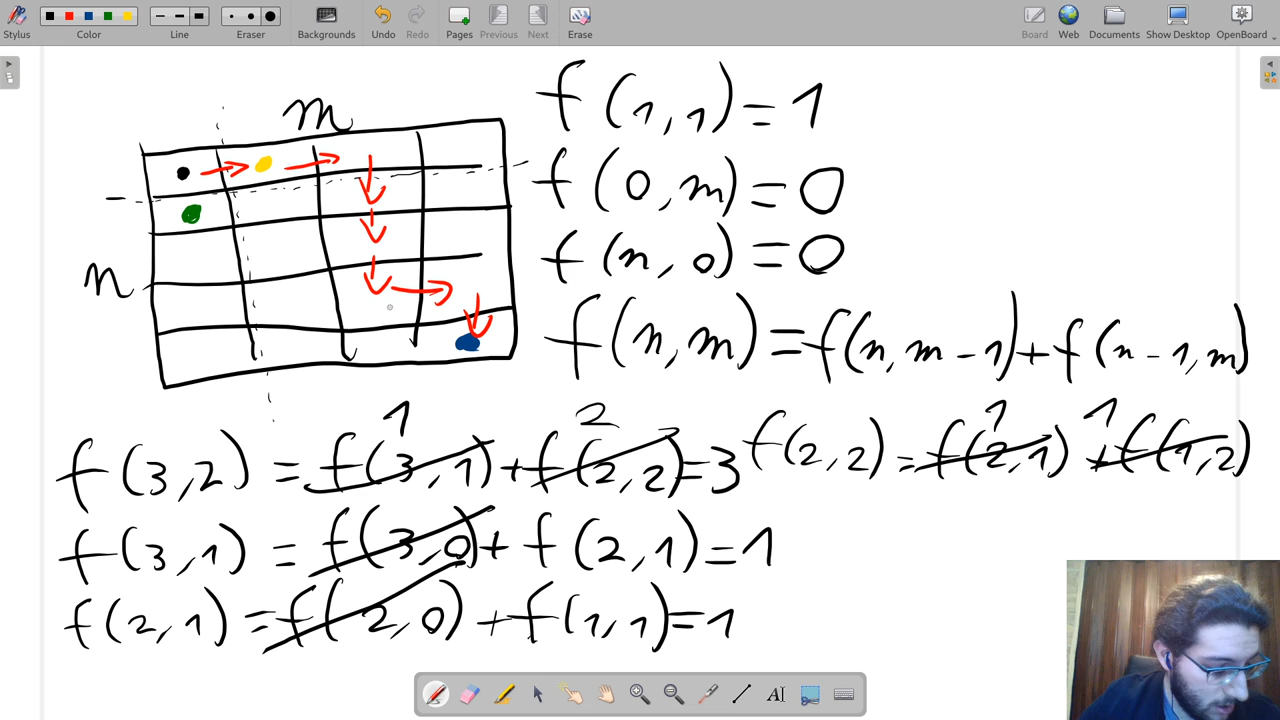 Stylus Color Line Eraser Backgrounds Undo Redo Pages Previous Next Erase Board Web Documents Show Desktop OpenBoard
m
n
f(1,1)=1
f(0,m)=0
f(n,0)=0
f(n,m)=f(n,m-1)+f(n-1,m)
1 2
f(3,2)=f(3,1)+f(2,2)=3
1 1
f(2,2)=f(2,1)+f(1,2)
f(3,1)=f(3,0)+f(2,1)=1
f(2,1)=f(2,0)+f(1,1)=1
AI